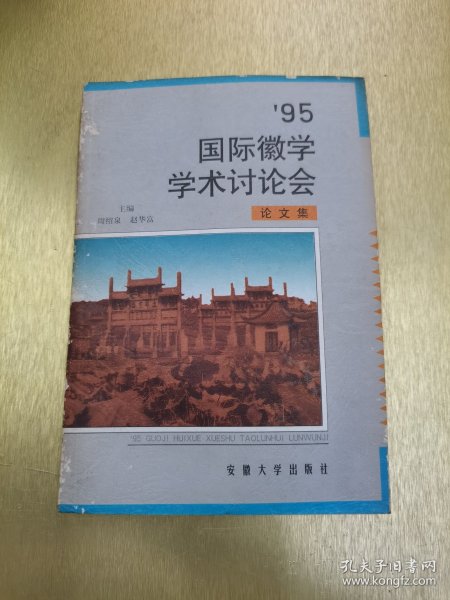 '95
国际徽学
学术讨论会
论文集
主编
周绍泉 赵华富
'95 GUOJI HUIXUE XUESHU TAOLUNHUI LUNWUNJI
安徽大学出版社
孔夫子旧书网
www.kongfz.com